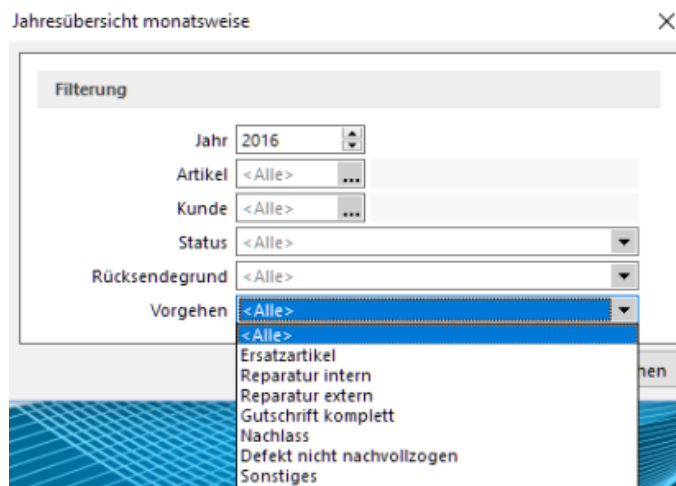 Jahresübersicht monatsweise
Filterung
Jahr 2016
Artikel <Alle> ...
Kunde <Alle> ...
Status <Alle>
Rücksendegrund <Alle>
Vorgehen <Alle>
<Alle>
Ersatzartikel
Reparatur intern
Reparatur extern
Gutschrift komplett
Nachlass
Defekt nicht nachvollzogen
Sonstiges